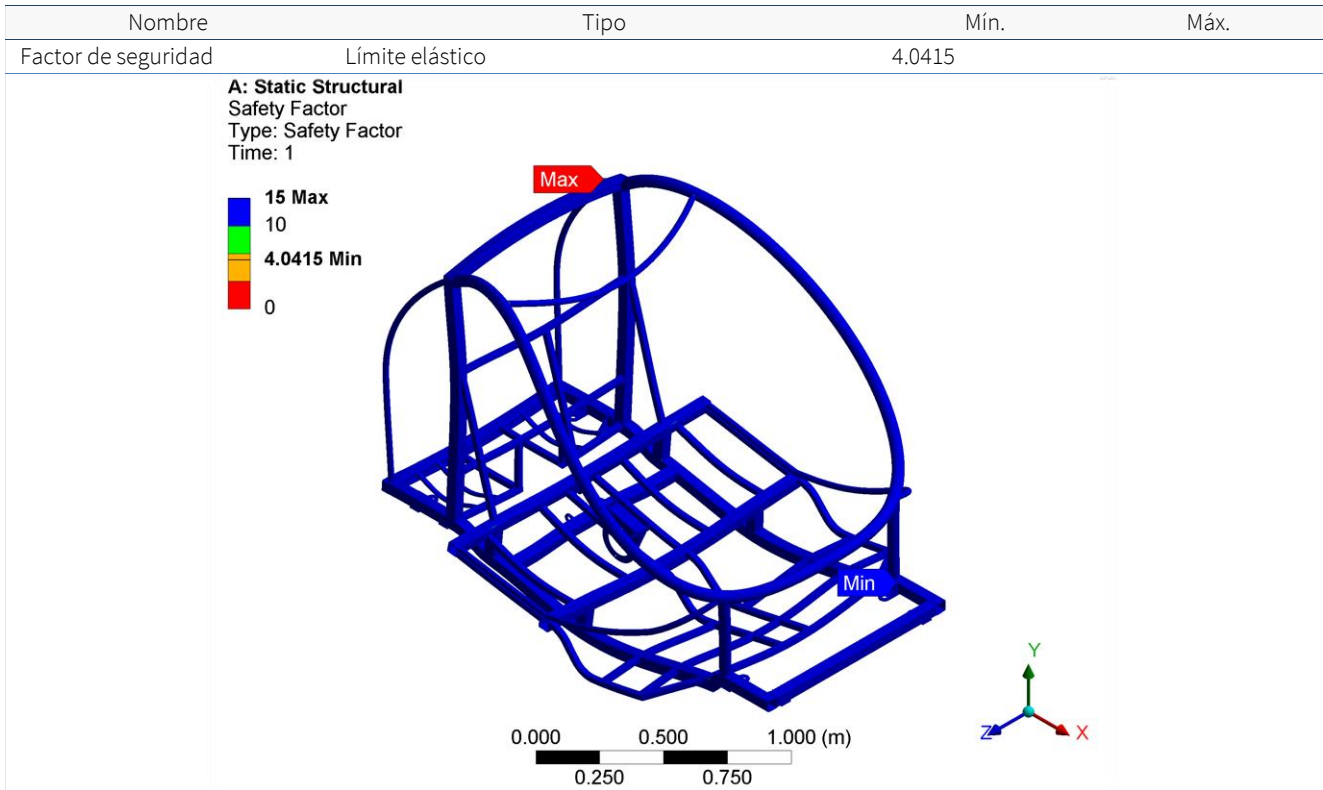 Nombre Tipo Mín. Máx.
Factor de seguridad Límite elástico 4.0415
A: Static Structural
Safety Factor
Type: Safety Factor
Time: 1
15 Max
10
4.0415 Min
0
Max
Min
0.000 0.500 1.000 (m)
0.250 0.750
Y
Z X